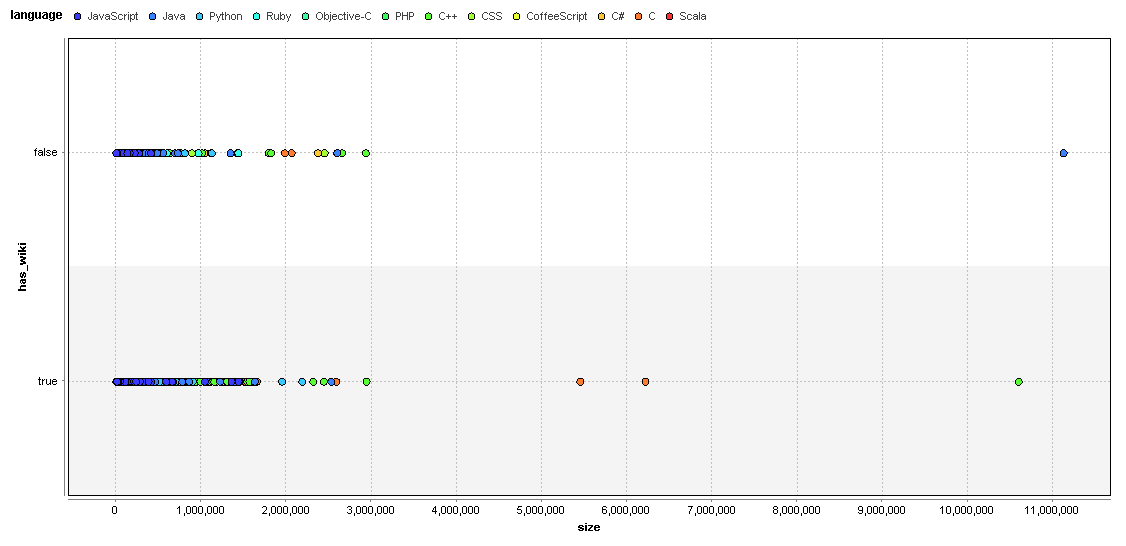 language JavaScript Java Python Ruby Objective-C PHP C++ CSS CoffeeScript C# C Scala
false
has_wiki
true
0 1,000,000 2,000,000 3,000,000 4,000,000 5,000,000 6,000,000 7,000,000 8,000,000 9,000,000 10,000,000 11,000,000
size